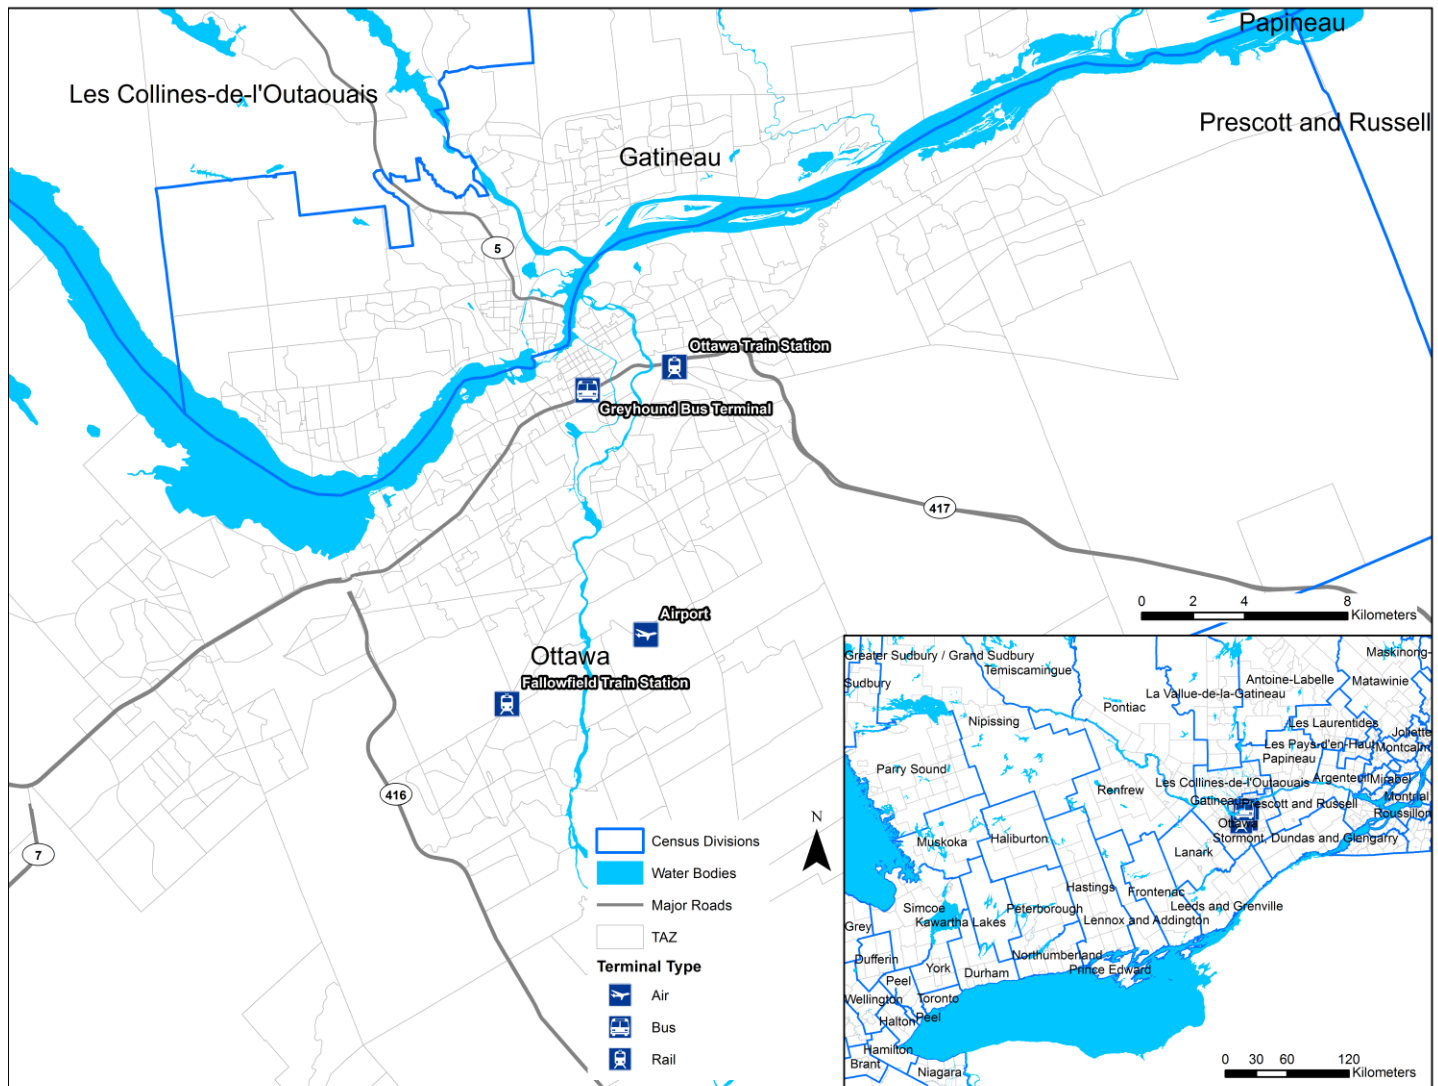 Papineau
Les Collines-de-l'Outaouais
Prescott and Russell
Gatineau
5
Ottawa Train Station
Greyhound Bus Terminal
417
0 2 4 8
Kilometers
Airport
Ottawa
Fallowfield Train Station
416
7
N
Census Divisions
Water Bodies
Major Roads
TAZ
Terminal Type
Air
Bus
Rail
Greater Sudbury / Grand Sudbury
Maskinong-
Temiscamingue
Sudbury
Antoine-Labelle
Matawinie
La Vallue-de-la-Gatineau
Pontiac
Nipissing
Les Laurentides
Joliette
Les Pays-d'en-Haut
Montcalm
Papineau
Parry Sound
Les Collines-de-l'Outaouais
Argenteuil
Mirabel
Renfrew
Montrial
Gatineau
Prescott and Russell
Roussillon
Ottawa
Stormont, Dundas and Glengarry
Muskoka
Haliburton
Lanark
Hastings
Frontenac
Simcoe
Peterborough
Leeds and Grenville
Kawartha Lakes
Lennox and Addington
Grey
Dufferin
Northumberland
York
Durham
Prince Edward
Peel
Wellington
Toronto
Halton
Peel
Hamilton
Brant
Niagara
0 30 60 120
Kilometers